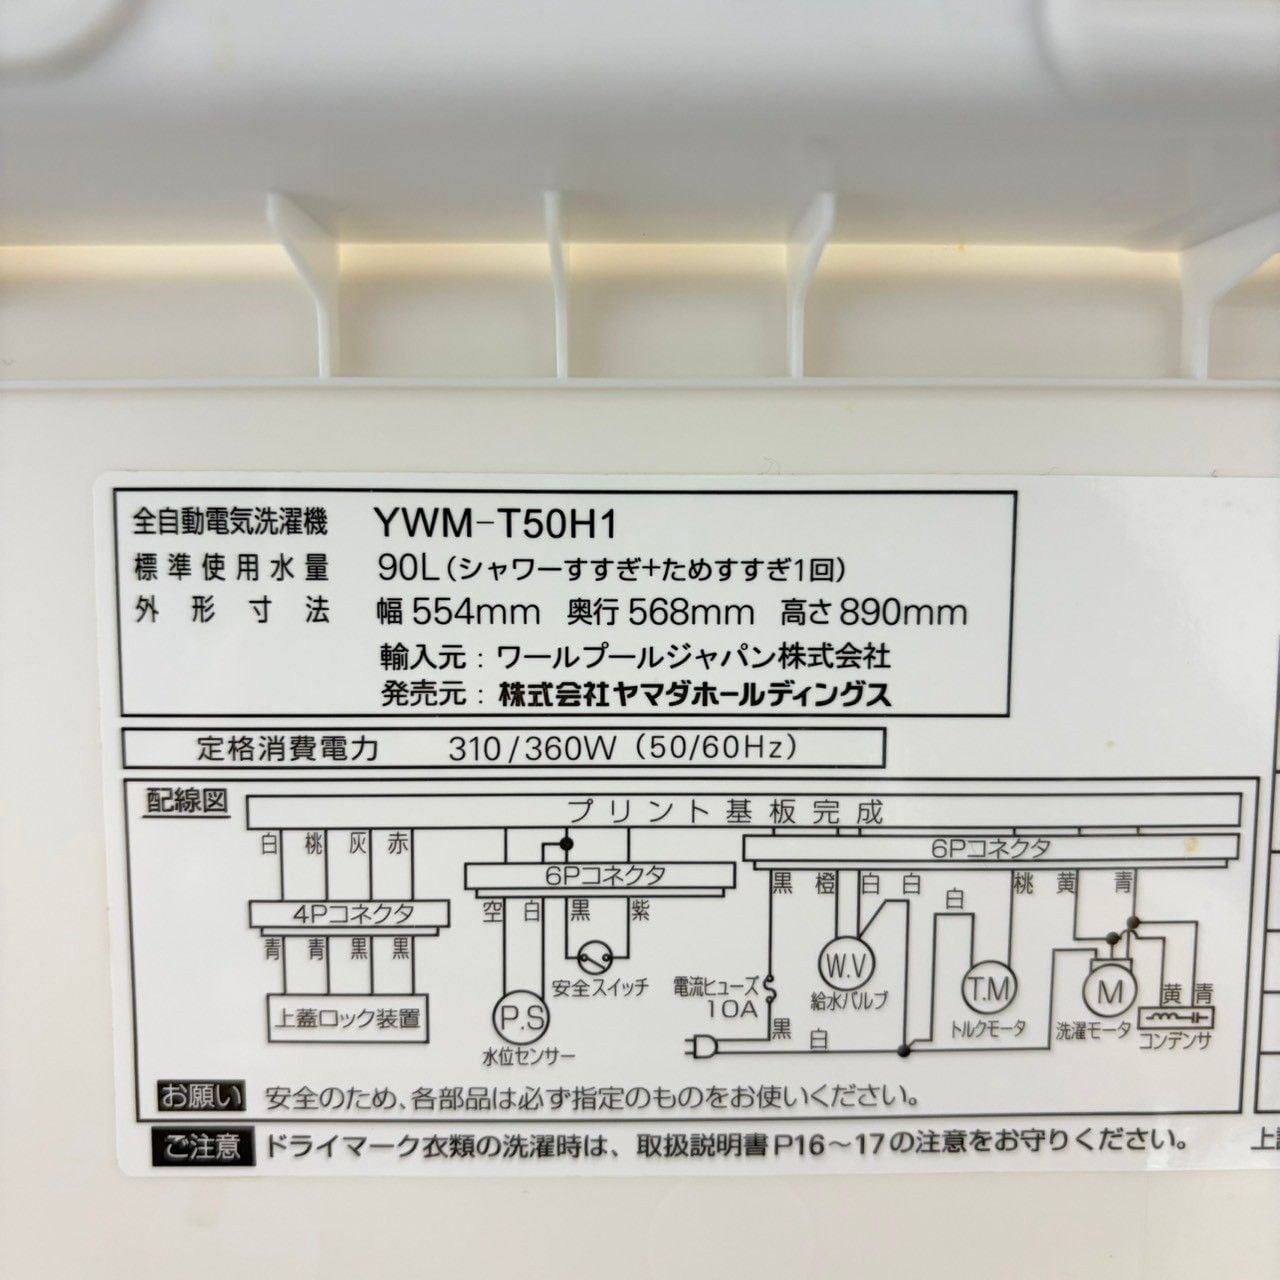 全自動電気洗濯機 YWM-T50H1
標準使用水量 90L(シャワーすすぎ+ためすすぎ1回)
外形寸法 幅554mm 奥行568mm 高さ890mm
輸入元:ワールプールジャパン株式会社
発売元:株式会社ヤマダホールディングス
定格消費電力 310/360W (50/60Hz)
配線図
プリント基板完成
白 桃 灰 赤
6Pコネクタ
6Pコネクタ
4Pコネクタ
黒 橙 白 白 白 桃 黄 青
空 白 黒 紫
青 青 黒 黒
安全スイッチ
電流ヒューズ
10A
W.V
給水バルブ
T.M
トルクモータ
M
洗濯モータ
黄 青
コンデンサ
上蓋ロック装置
P.S
水位センサー
黒
白
お願い 安全のため、各部品は必ず指定のものをお使いください。
ご注意 ドライマーク衣類の洗濯時は、取扱説明書P16〜17の注意をお守りください。
上